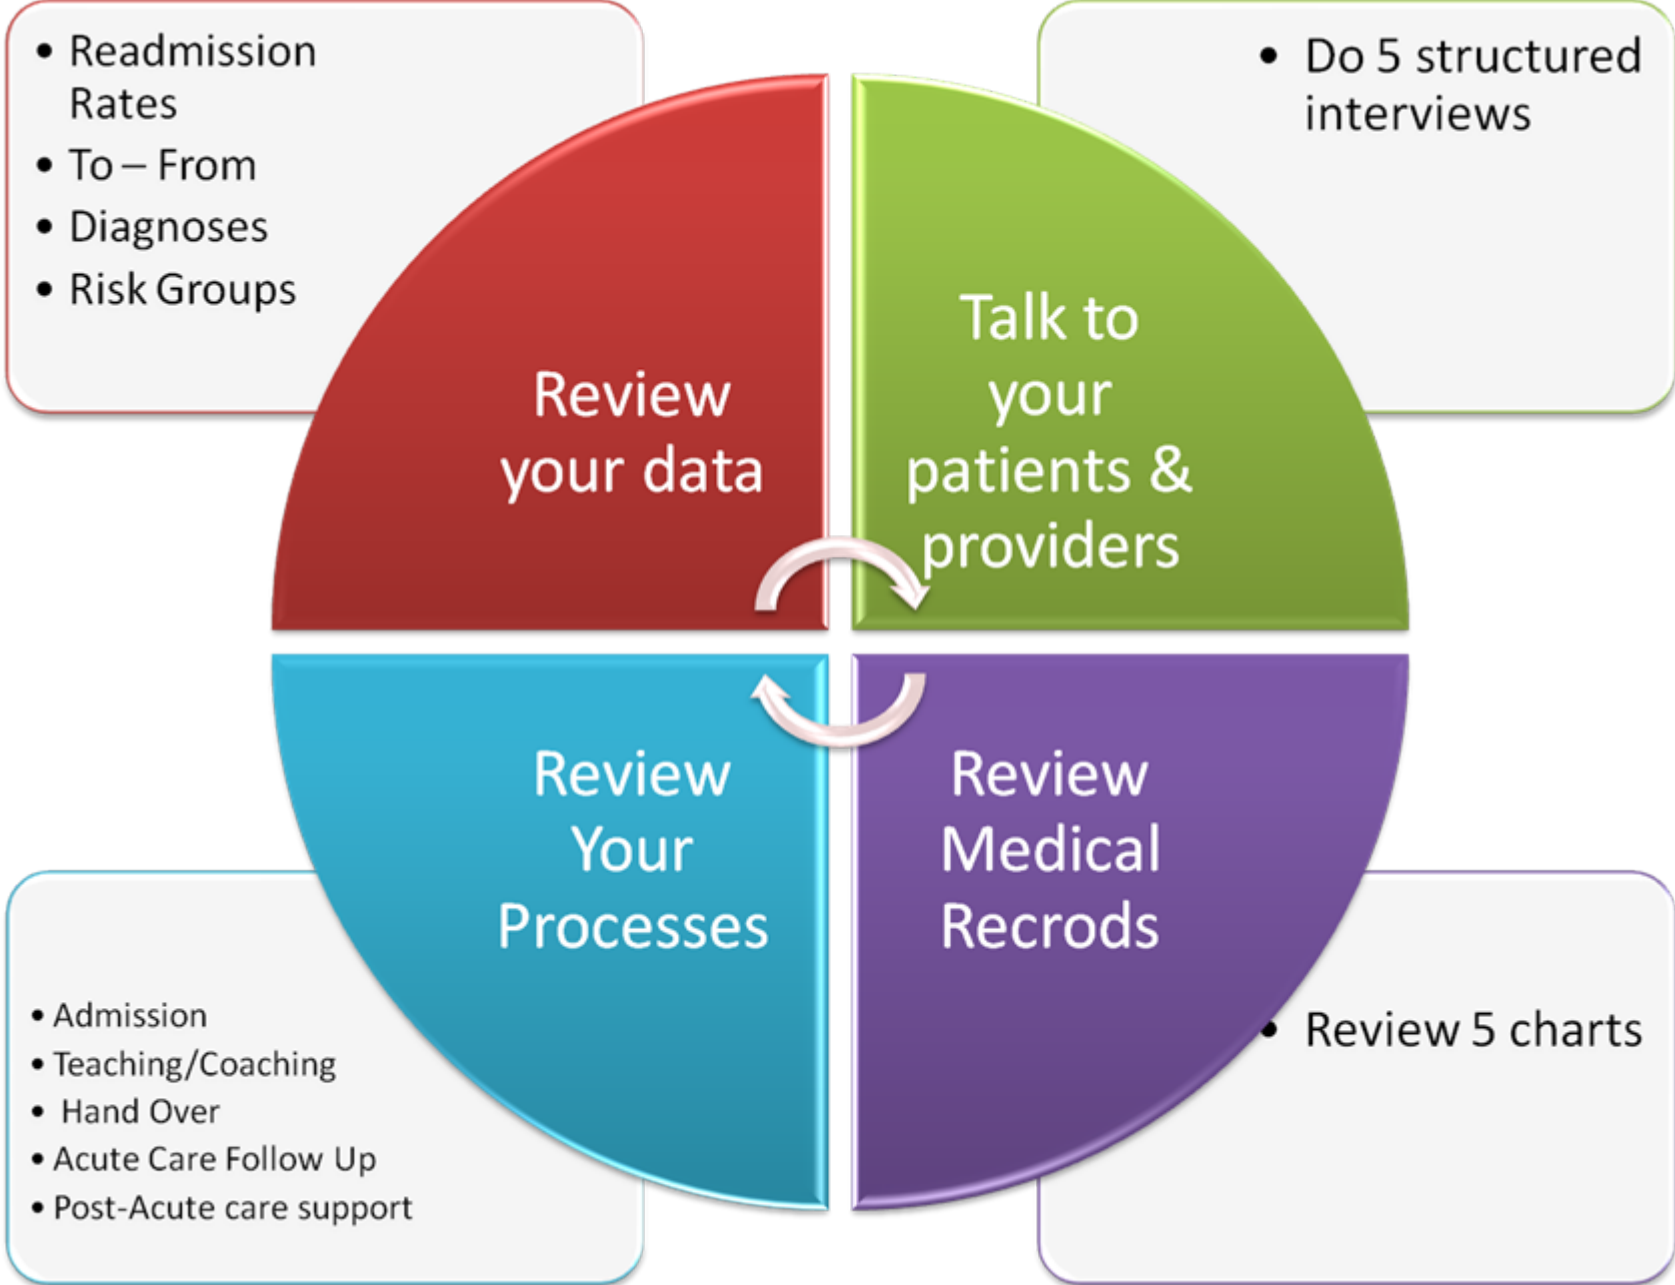 • Readmission
Rates
• To – From
• Diagnoses
• Risk Groups
• Do 5 structured
interviews
Review
your data
Talk to
your
patients &
providers
Review
Your
Processes
Review
Medical
Recrods
• Admission
• Teaching/Coaching
• Hand Over
• Acute Care Follow Up
• Post-Acute care support
• Review 5 charts